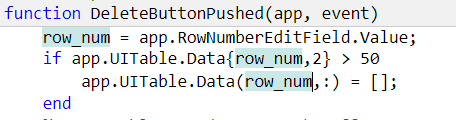 function DeleteButtonPushed(app, event)
row_num = app.RowNumberEditField.Value;
if app.UITable.Data{row_num,2} > 50
app.UITable.Data(row_num,:) = [];
end